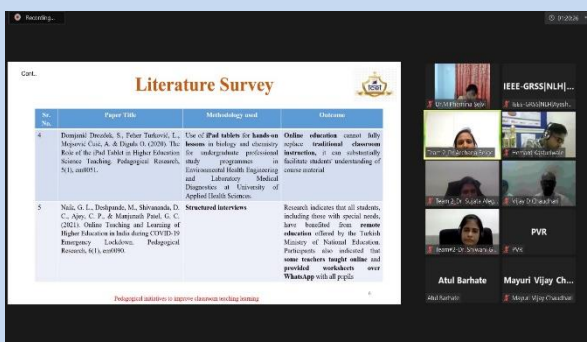 Recording...
01:20:26
Cont..
Literature Survey
Sr. No.
Paper Title
Methodology used
Outcome
4
Domjanić Drozdek, S., Feher Turković, L.,
Mojsović Ćuić, A. & Digula O. (2020). The
Role of the iPad Tablet in Higher Education
Science Teaching. Pedagogical Research,
5(1), em0051.
Use of iPad tablets for hands-on
lessons in biology and chemistry
for undergraduate professional
study programmes in
Environmental Health Engineering
and Laboratory Medical
Diagnostics at University of
Applied Health Sciences.
Online education cannot fully
replace traditional classroom
instruction, it can substantially
facilitate students' understanding of
course material
5
Naik, G. L., Deshpande, M., Shivananda, D.
C., Ajey, C. P., & Manjunath Patel, G. C.
(2021). Online Teaching and Learning of
Higher Education in India during COVID-19
Emergency Lockdown. Pedagogical
Research, 6(1), em0090.
Structured interviews
Research indicates that all students,
including those with special needs,
have benefited from remote
education offered by the Turkish
Ministry of National Education.
Participants also indicated that
some teachers taught online and
provided worksheets over
WhatsApp with all pupils
Pedagogical initiatives to improve classroom teaching learning
IEEE-GRSS|NLH|...
Vijay D Chaudhari
PVR
PVR
Atul Barhate
Atul Barhate
Mayuri Vijay Ch...
Mayuri Vijay Chaudhari